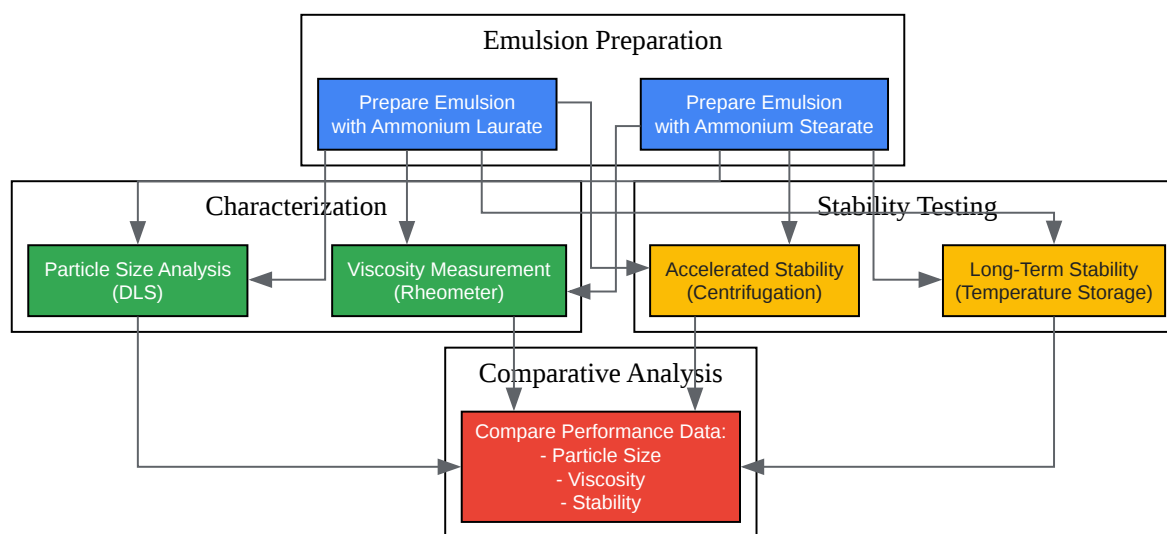 Emulsion Preparation
Prepare Emulsion
with Ammonium Laurate
Prepare Emulsion
with Ammonium Stearate
Characterization
Stability Testing
Particle Size Analysis
(DLS)
Viscosity Measurement
(Rheometer)
Accelerated Stability
(Centrifugation)
Long-Term Stability
(Temperature Storage)
Comparative Analysis
Compare Performance Data:
- Particle Size
- Viscosity
- Stability